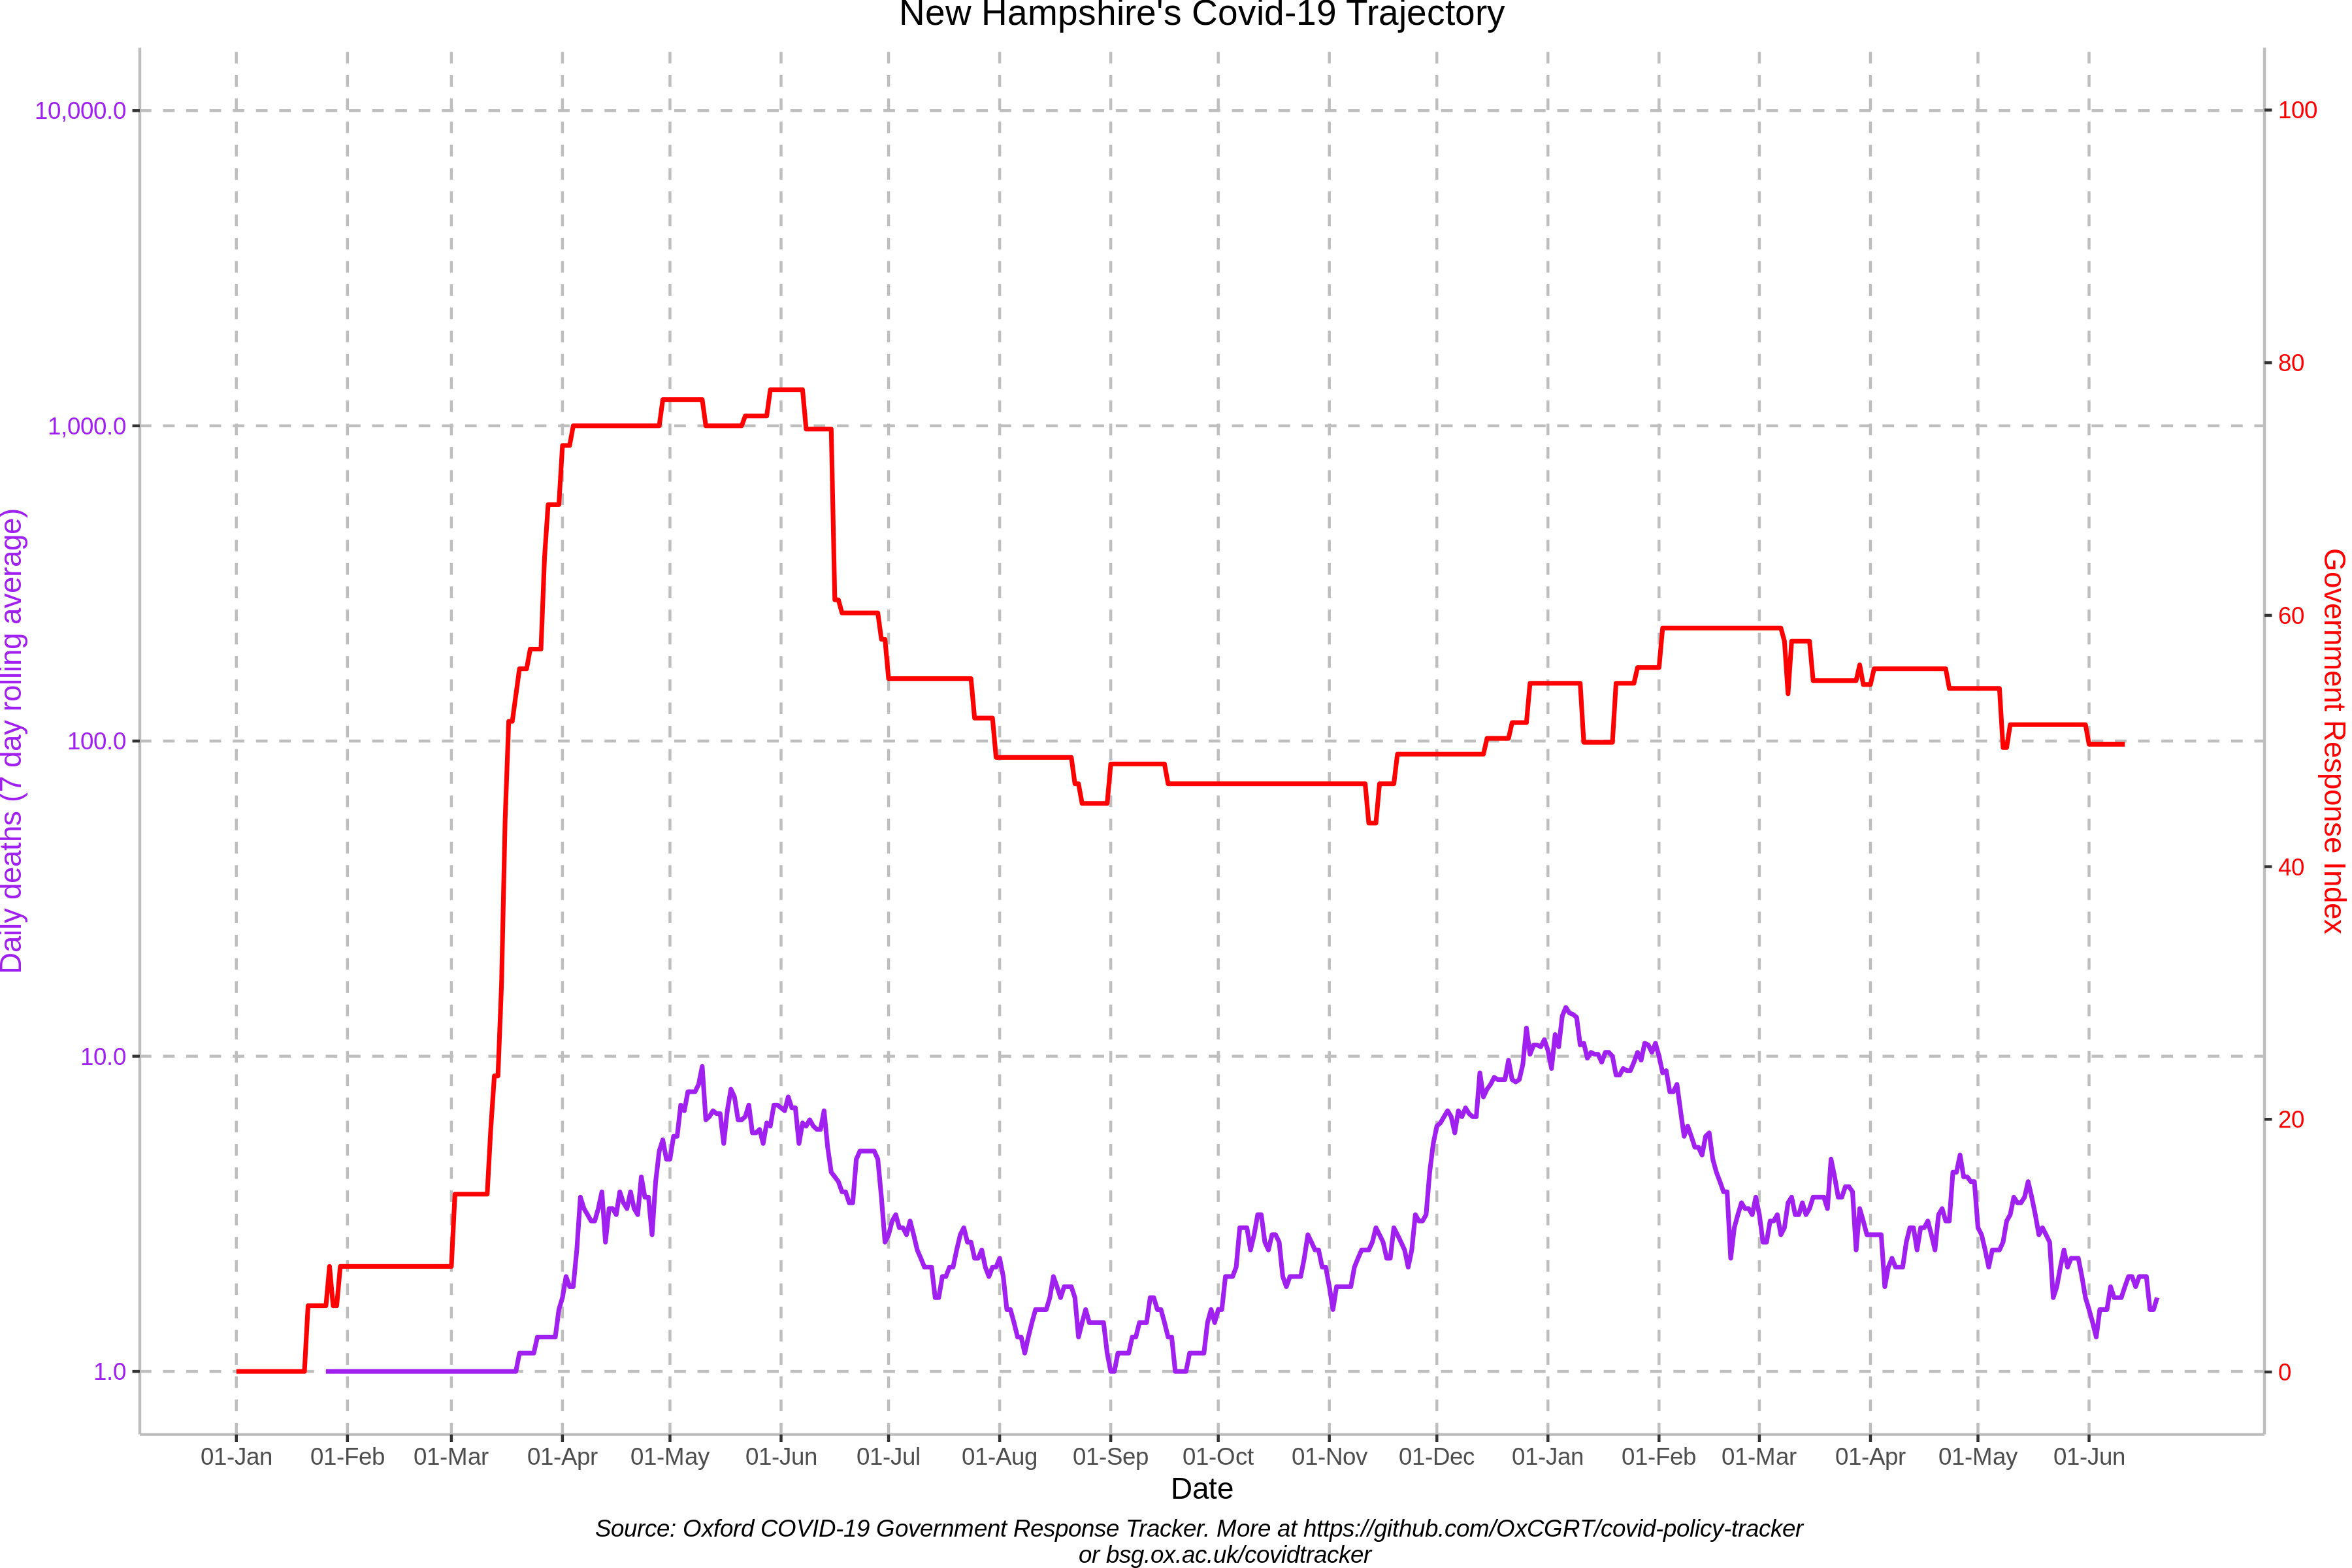 New Hampshire's Covid-19 Trajectory
10,000.0
1,000.0
100.0
10.0
1.0
Daily deaths (7 day rolling average)
100
80
60
40
20
0
Government Response Index
01-Jan 01-Feb 01-Mar 01-Apr 01-May 01-Jun 01-Jul 01-Aug 01-Sep 01-Oct 01-Nov 01-Dec 01-Jan 01-Feb 01-Mar 01-Apr 01-May 01-Jun
Date
Source: Oxford COVID-19 Government Response Tracker. More at https://github.com/OxCGRT/covid-policy-tracker
or bsg.ox.ac.uk/covidtracker